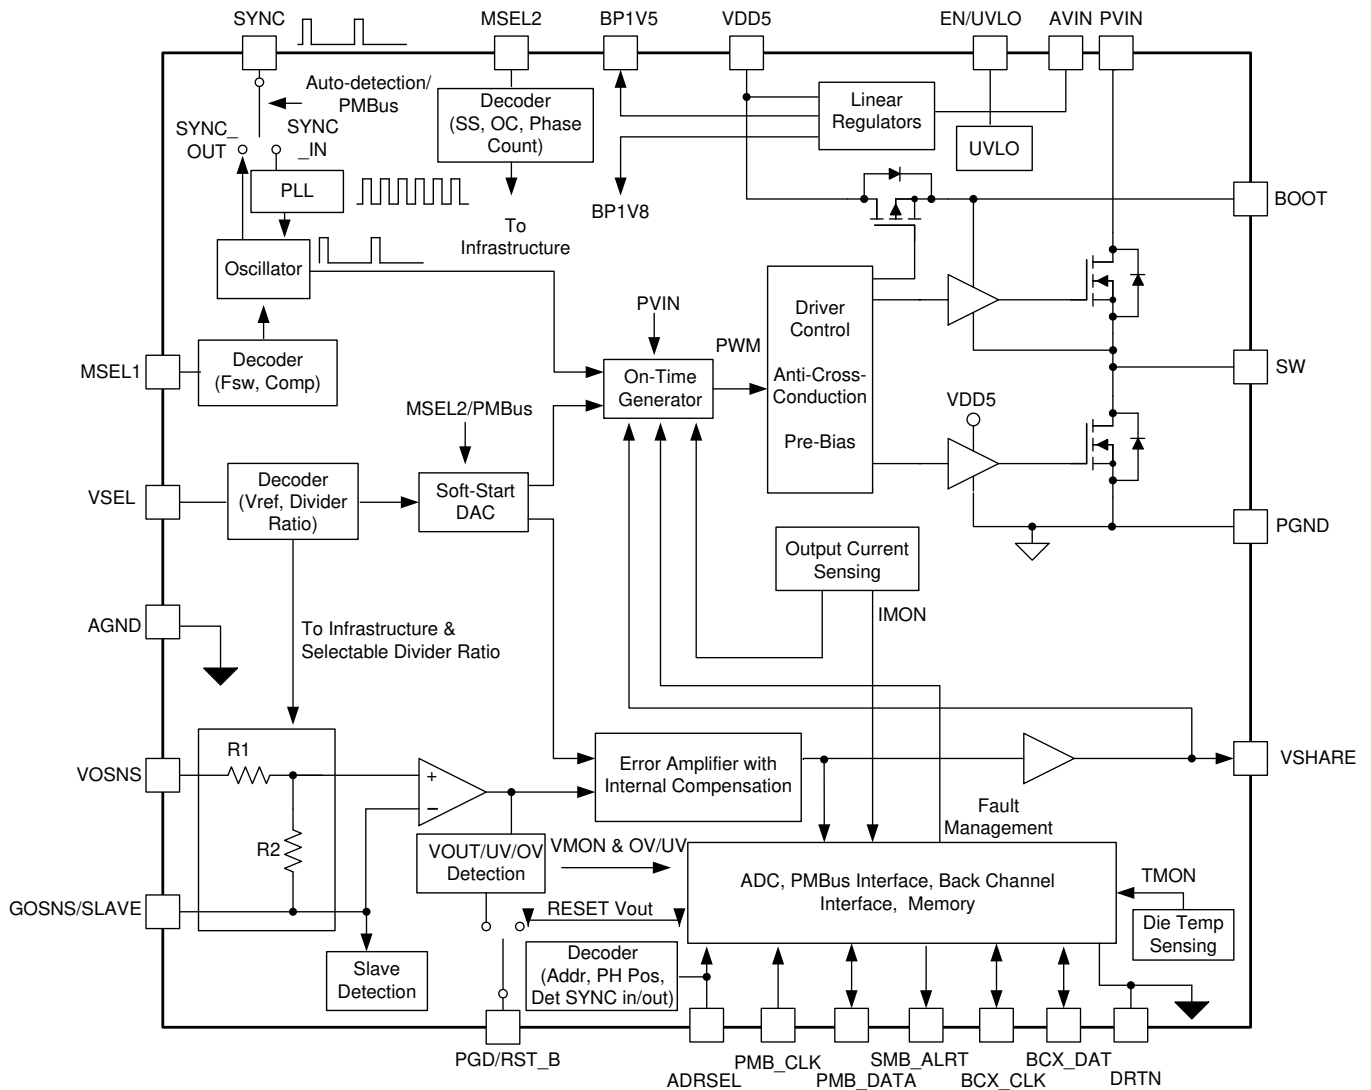 SYNC
MSEL2
BP1V5
VDD5
EN/UVLO
AVIN
PVIN
Auto-detection/
PMBus
SYNC_
OUT
SYNC
_IN
PLL
Decoder
(SS, OC, Phase
Count)
To
Infrastructure
BP1V8
Linear
Regulators
UVLO
BOOT
Oscillator
MSEL1
Decoder
(Fsw, Comp)
PVIN
On-Time
Generator
PWM
Driver
Control
Anti-Cross-
Conduction
Pre-Bias
VDD5
SW
MSEL2/PMBus
VSEL
Decoder
(Vref, Divider
Ratio)
Soft-Start
DAC
PGND
Output Current
Sensing
IMON
AGND
To Infrastructure &
Selectable Divider Ratio
VOSNS
R1
R2
+
−
Error Amplifier with
Internal Compensation
VSHARE
Fault
Management
VOUT/UV/OV
Detection
VMON & OV/UV
ADC, PMBus Interface, Back Channel
Interface, Memory
TMON
Die Temp
Sensing
GOSNS/SLAVE
RESET Vout
Slave
Detection
Decoder
(Addr, PH Pos,
Det SYNC in/out)
PGD/RST_B
ADRSEL
PMB_CLK
PMB_DATA
SMB_ALRT
BCX_CLK
BCX_DAT
DRTN